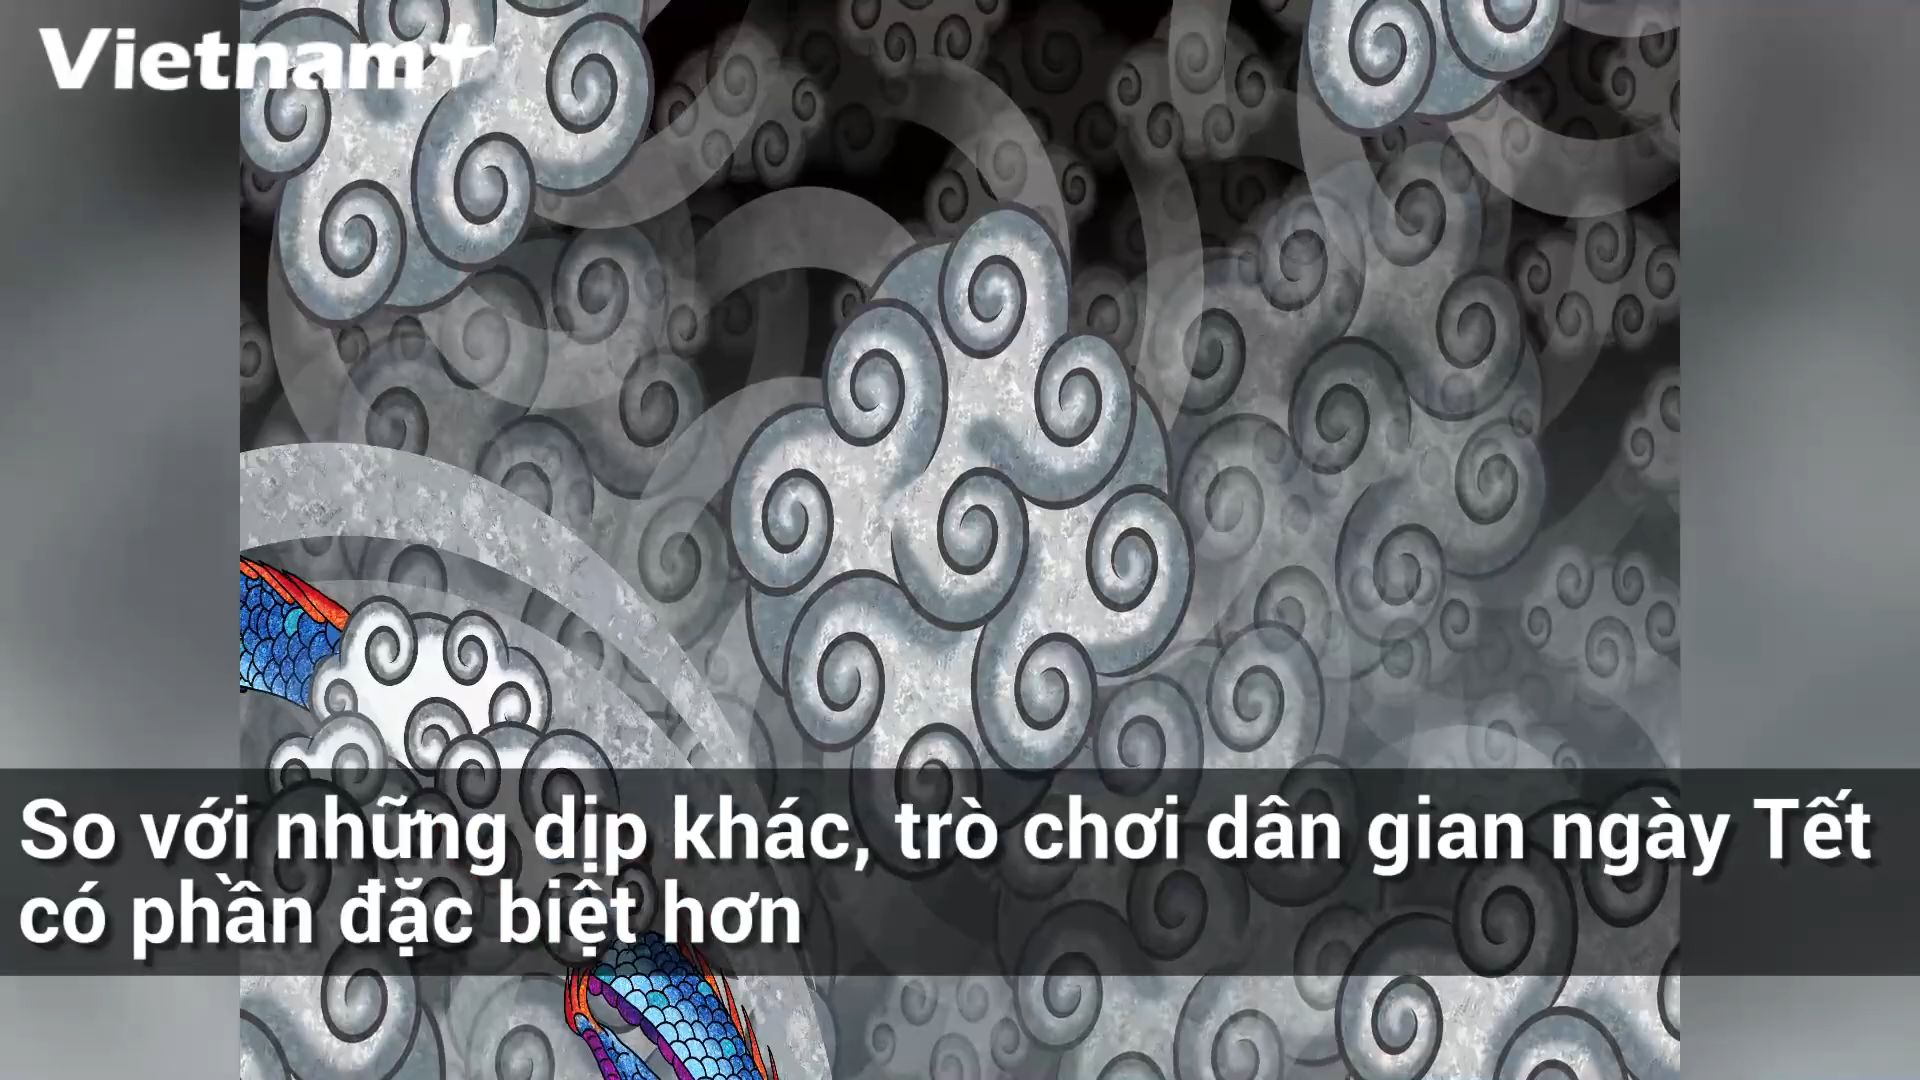 Vietnam+
So với những dịp khác, trò chơi dân gian ngày Tết
có phần đặc biệt hơn